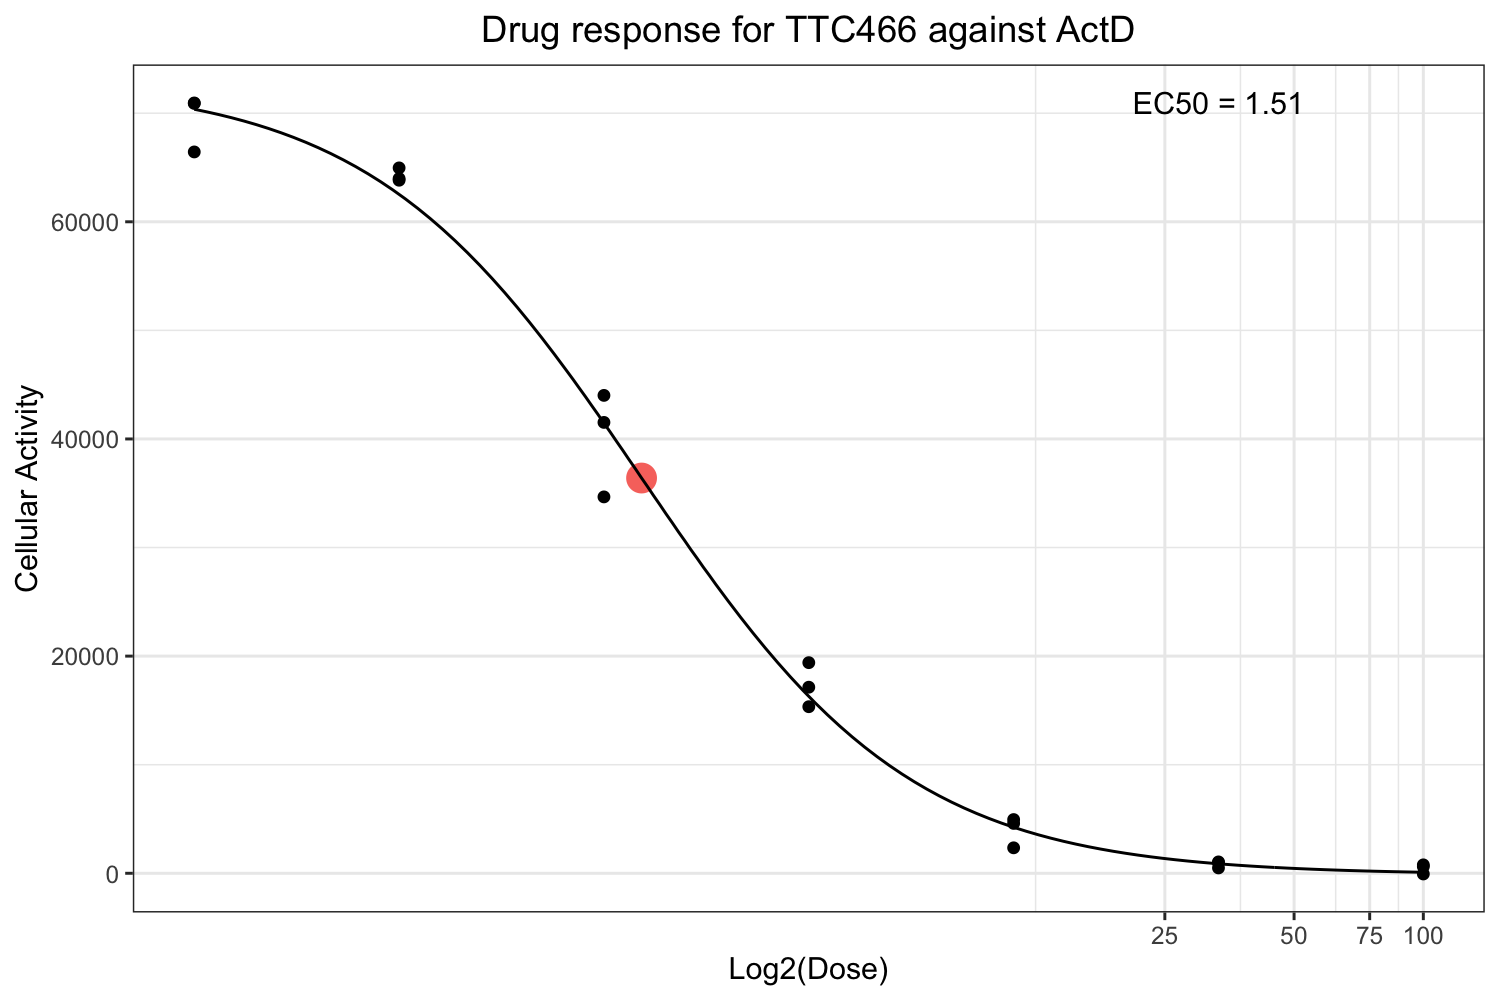 Drug response for TTC466 against ActD
EC50 = 1.51
Cellular Activity
60000
40000
20000
0
25 50 75 100
Log2(Dose)